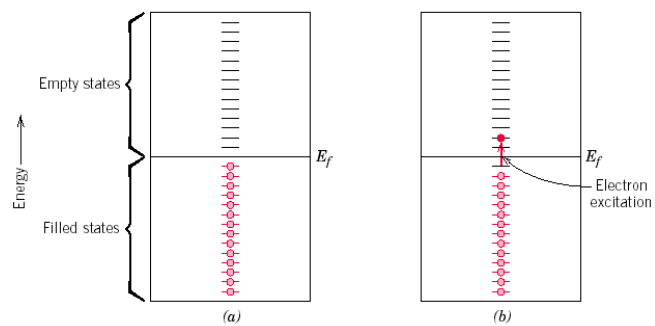 Empty states
Energy
Filled states
E_f
(a)
E_f
Electron
excitation
(b)